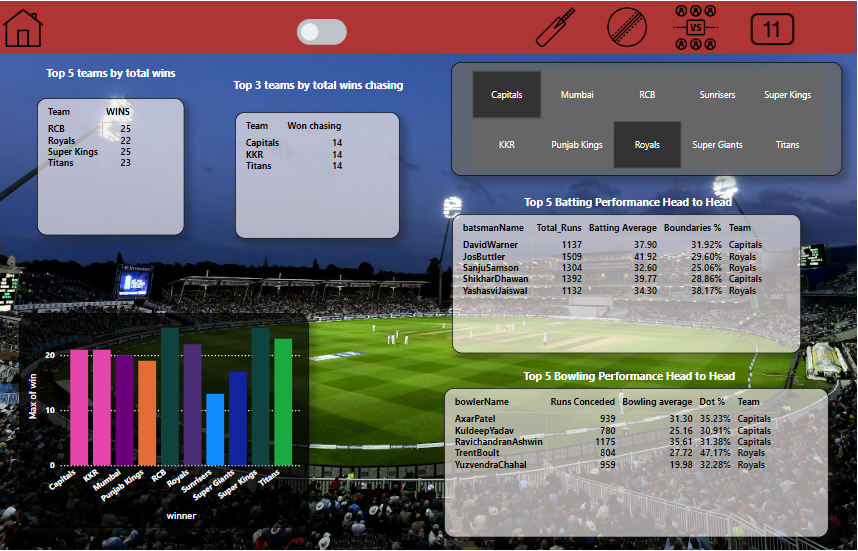 VS
11
Top 5 teams by total wins
Team WINS
RCB 25
Royals 22
Super Kings 25
Titans 23
Top 3 teams by total wins chasing
Team Won chasing
Capitals 14
KKR 14
Titans 14
Capitals Mumbai RCB Sunrisers Super Kings
KKR Punjab Kings Royals Super Giants Titans
Top 5 Batting Performance Head to Head
batsmanName Total_Runs Batting Average Boundaries % Team
DavidWarner 1137 37.90 31.92% Capitals
JosButtler 1509 41.92 29.60% Royals
SanjuSamson 1304 32.60 25.06% Royals
ShikharDhawan 1392 39.77 28.86% Capitals
YashasviJaiswal 1132 34.30 38.17% Royals
Investec
Max of win
20
10
0
Capitals
KKR
Mumbai
Punjab Kings
RCB
Royals
Sunrisers
Super Giants
Super Kings
Titans
winner
Top 5 Bowling Performance Head to Head
bowlerName Runs Conceded Bowling average Dot % Team
AxarPatel 939 31.30 35.23% Capitals
KuldeepYadav 780 25.16 30.91% Capitals
RavichandranAshwin 1175 35.61 31.38% Capitals
TrentBoult 804 27.72 47.17% Royals
YuzvendraChahal 959 19.98 32.28% Royals